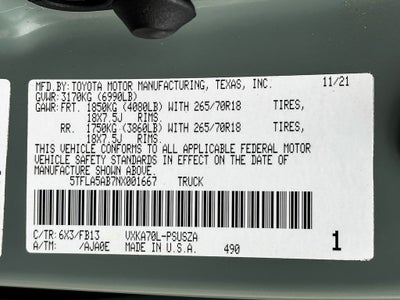 MFD.BY:TOYOTA MOTOR MANUFACTURING, TEXAS, INC. 11/21
GVWR: 3170KG (6990LB)
GAWR: FRT. 1850KG (4080LB) WITH 265/70R18 TIRES,
18X7.5J RIMS.
RR. 1750KG (3860LB) WITH 265/70R18 TIRES,
18X7.5J RIMS.
THIS VEHICLE CONFORMS TO ALL APPLICABLE FEDERAL MOTOR
VEHICLE SAFETY STANDARDS IN EFFECT ON THE DATE OF
MANUFACTURE SHOWN ABOVE.
5TFLA5AB7NX001667 TRUCK
C/TR: 6X3/FB13 VXKA70L-PSUSZA
A/TM: /AJA0E MADE IN U.S.A. 490 1